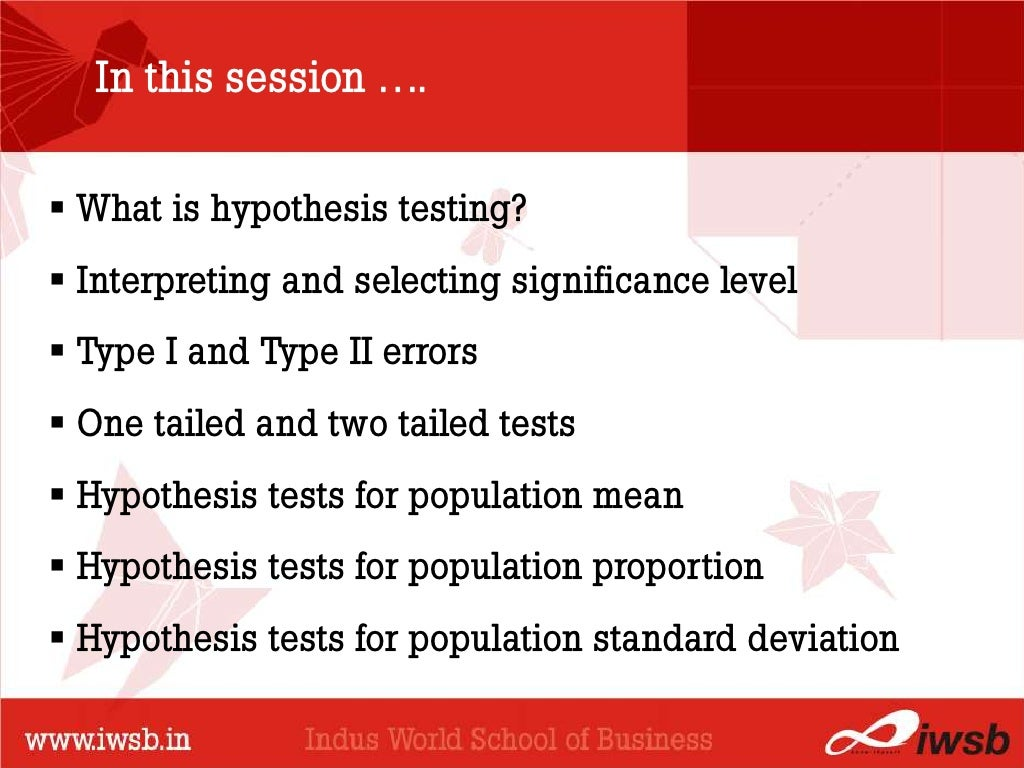 In this session ….
▪ What is hypothesis testing?
▪ Interpreting and selecting significance level
▪ Type I and Type II errors
▪ One tailed and two tailed tests
▪ Hypothesis tests for population mean
▪ Hypothesis tests for population proportion
▪ Hypothesis tests for population standard deviation
www.iwsb.in
Indus World School of Business
iwsb